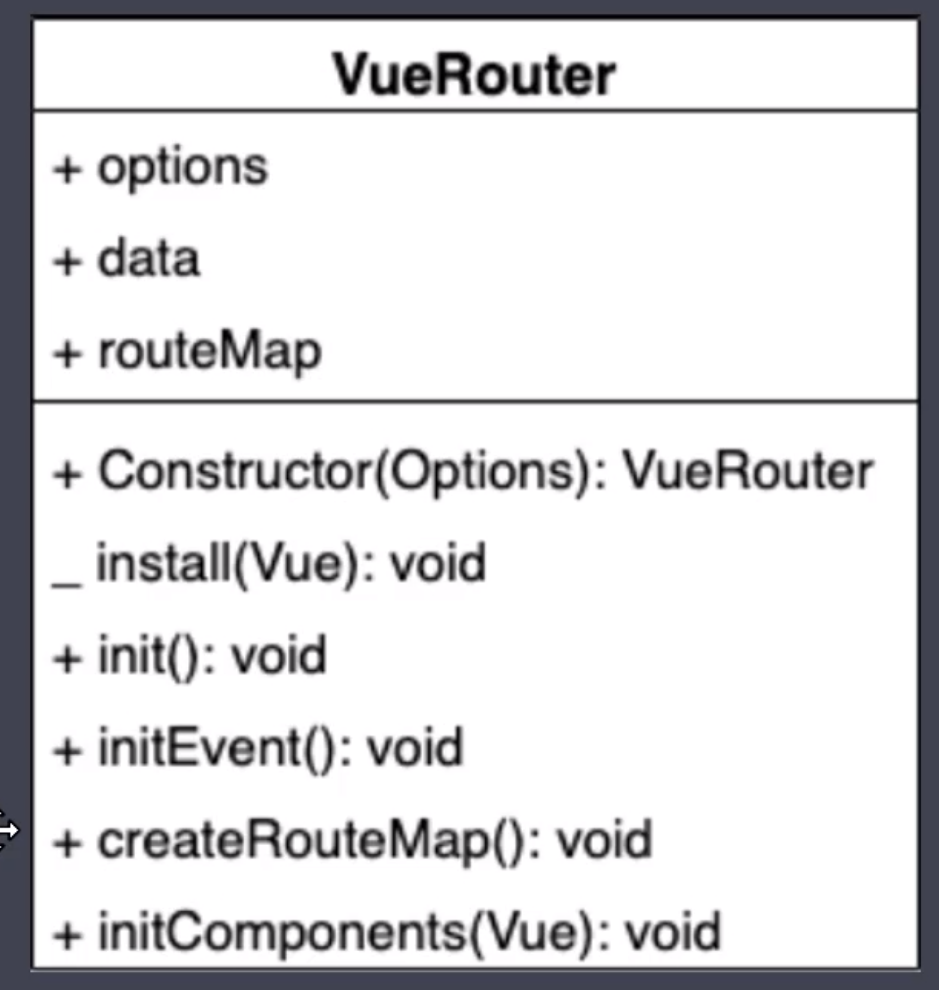 VueRouter
+ options
+ data
+ routeMap
+ Constructor(Options): VueRouter
_ install(Vue): void
+ init(): void
+ initEvent(): void
+ createRouteMap(): void
+ initComponents(Vue): void